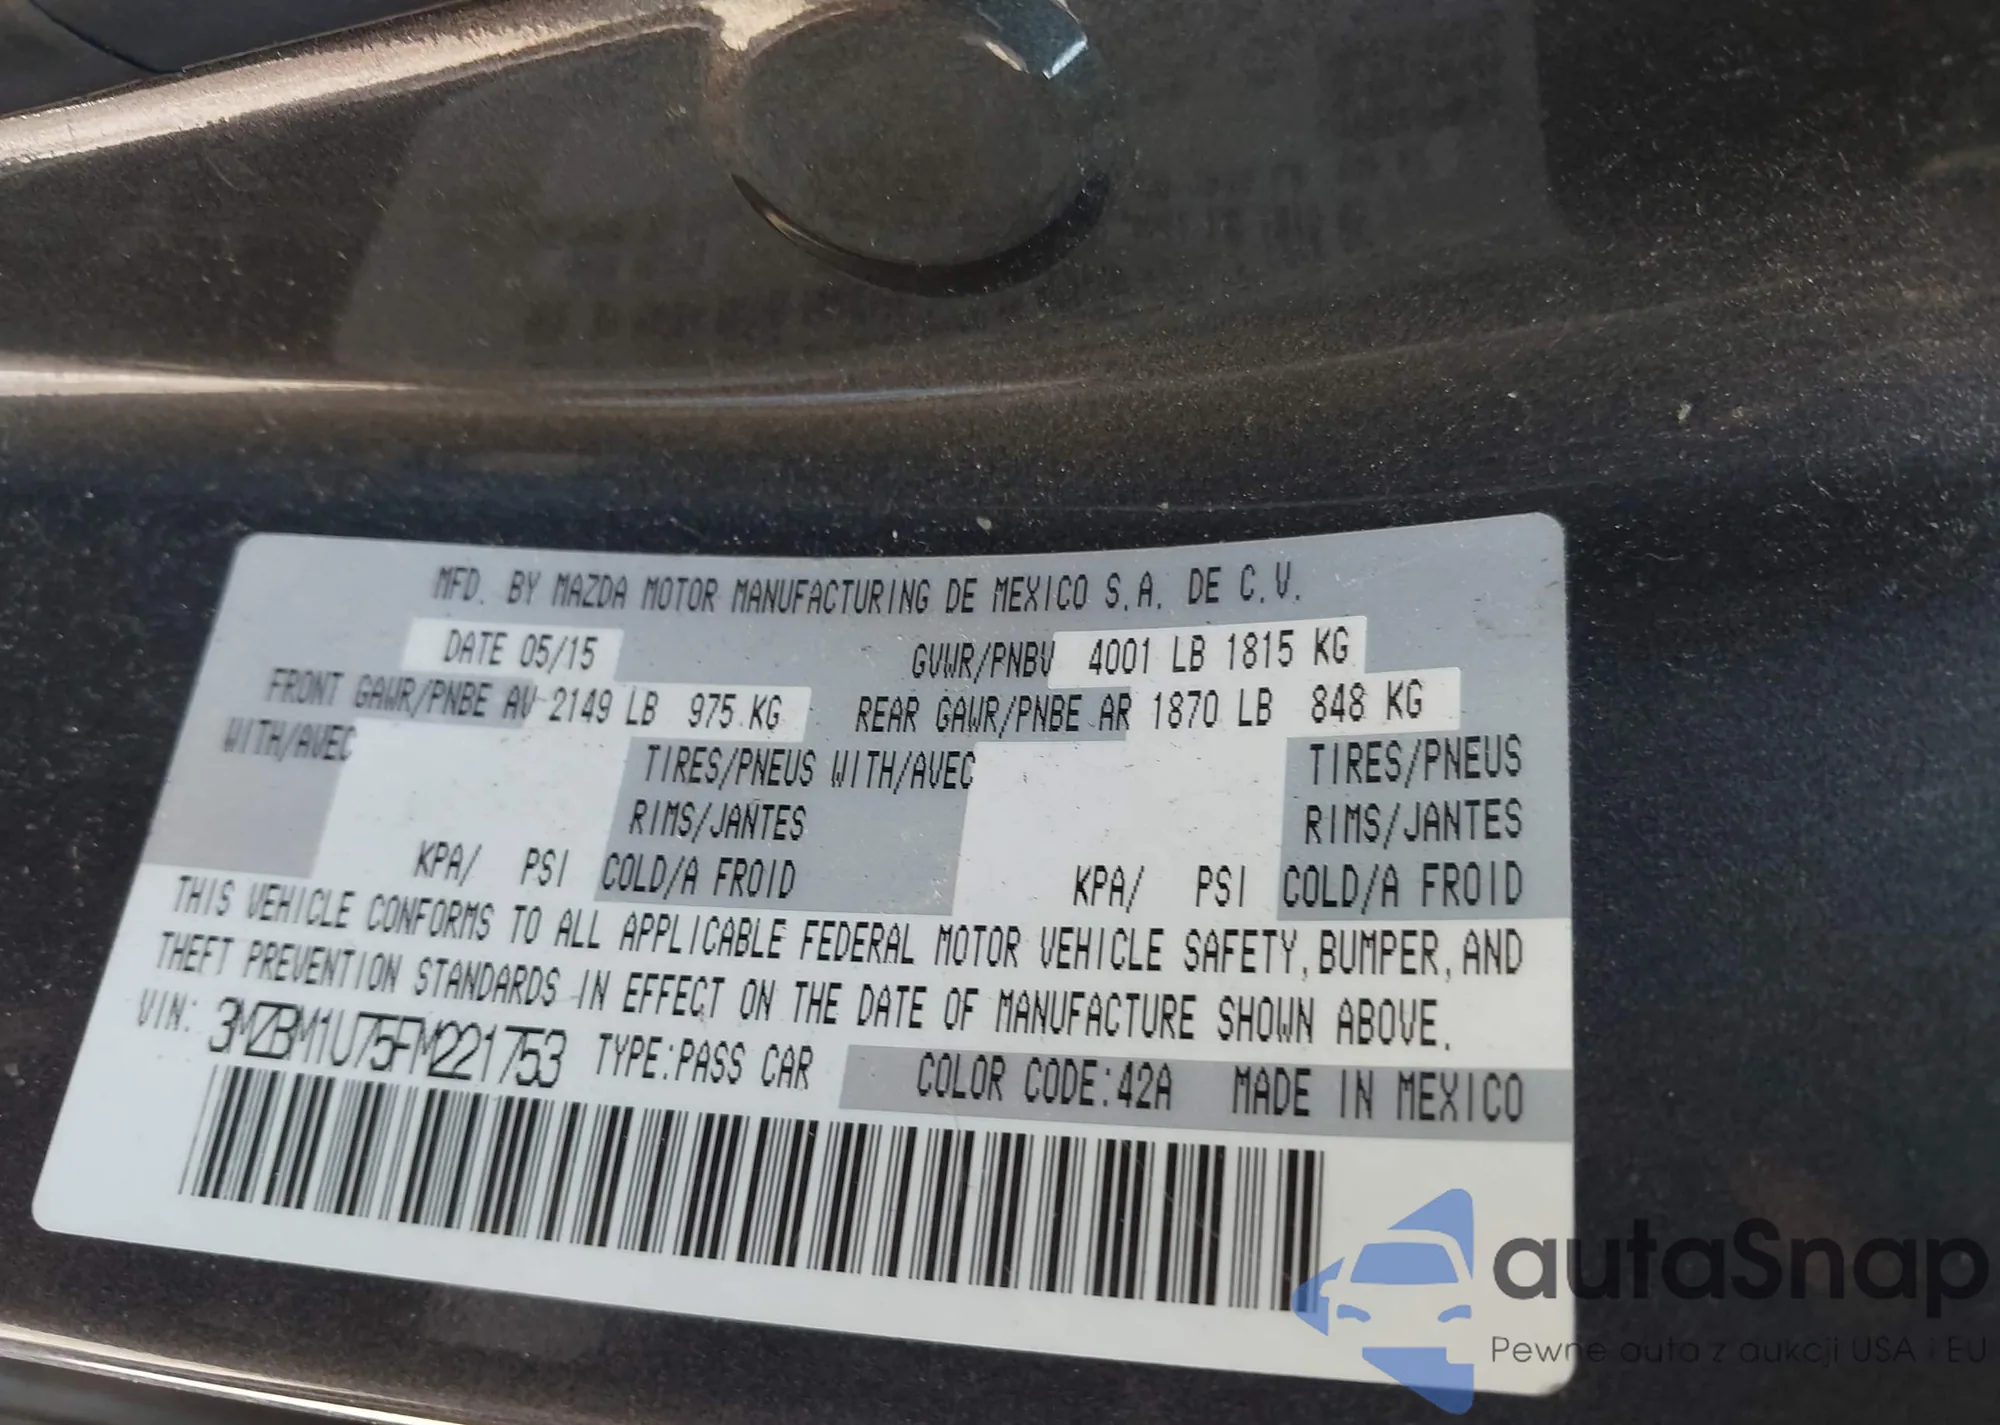 MFD. BY MAZDA MOTOR MANUFACTURING DE MEXICO S.A. DE C.V.
DATE 05/15 GVWR/PNBV 4001 LB 1815 KG
FRONT GAWR/PNBE AV 2149 LB 975 KG REAR GAWR/PNBE AR 1870 LB 848 KG
WITH/AVEC TIRES/PNEUS WITH/AVEC TIRES/PNEUS
RIMS/JANTES RIMS/JANTES
KPA/ PSI COLD/A FROID KPA/ PSI COLD/A FROID
THIS VEHICLE CONFORMS TO ALL APPLICABLE FEDERAL MOTOR VEHICLE SAFETY, BUMPER, AND
THEFT PREVENTION STANDARDS IN EFFECT ON THE DATE OF MANUFACTURE SHOWN ABOVE.
VIN: 3MZBM1U75FM221753 TYPE:PASS CAR COLOR CODE:42A MADE IN MEXICO
autaSnap
Pewne auta z aukcji USA i EU